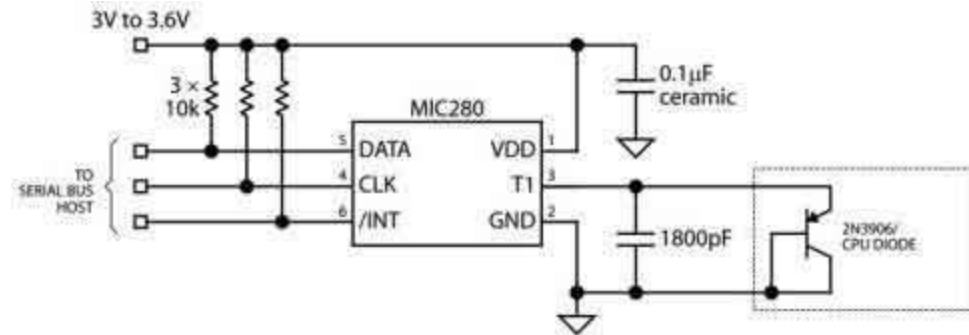 3V to 3.6V
3 ×
10k
0.1µF
ceramic
MIC280
5
DATA
VDD
1
TO
SERIAL BUS
HOST
4
CLK
T1
3
6
/INT
GND
2
1800pF
2N3906/
CPU DIODE